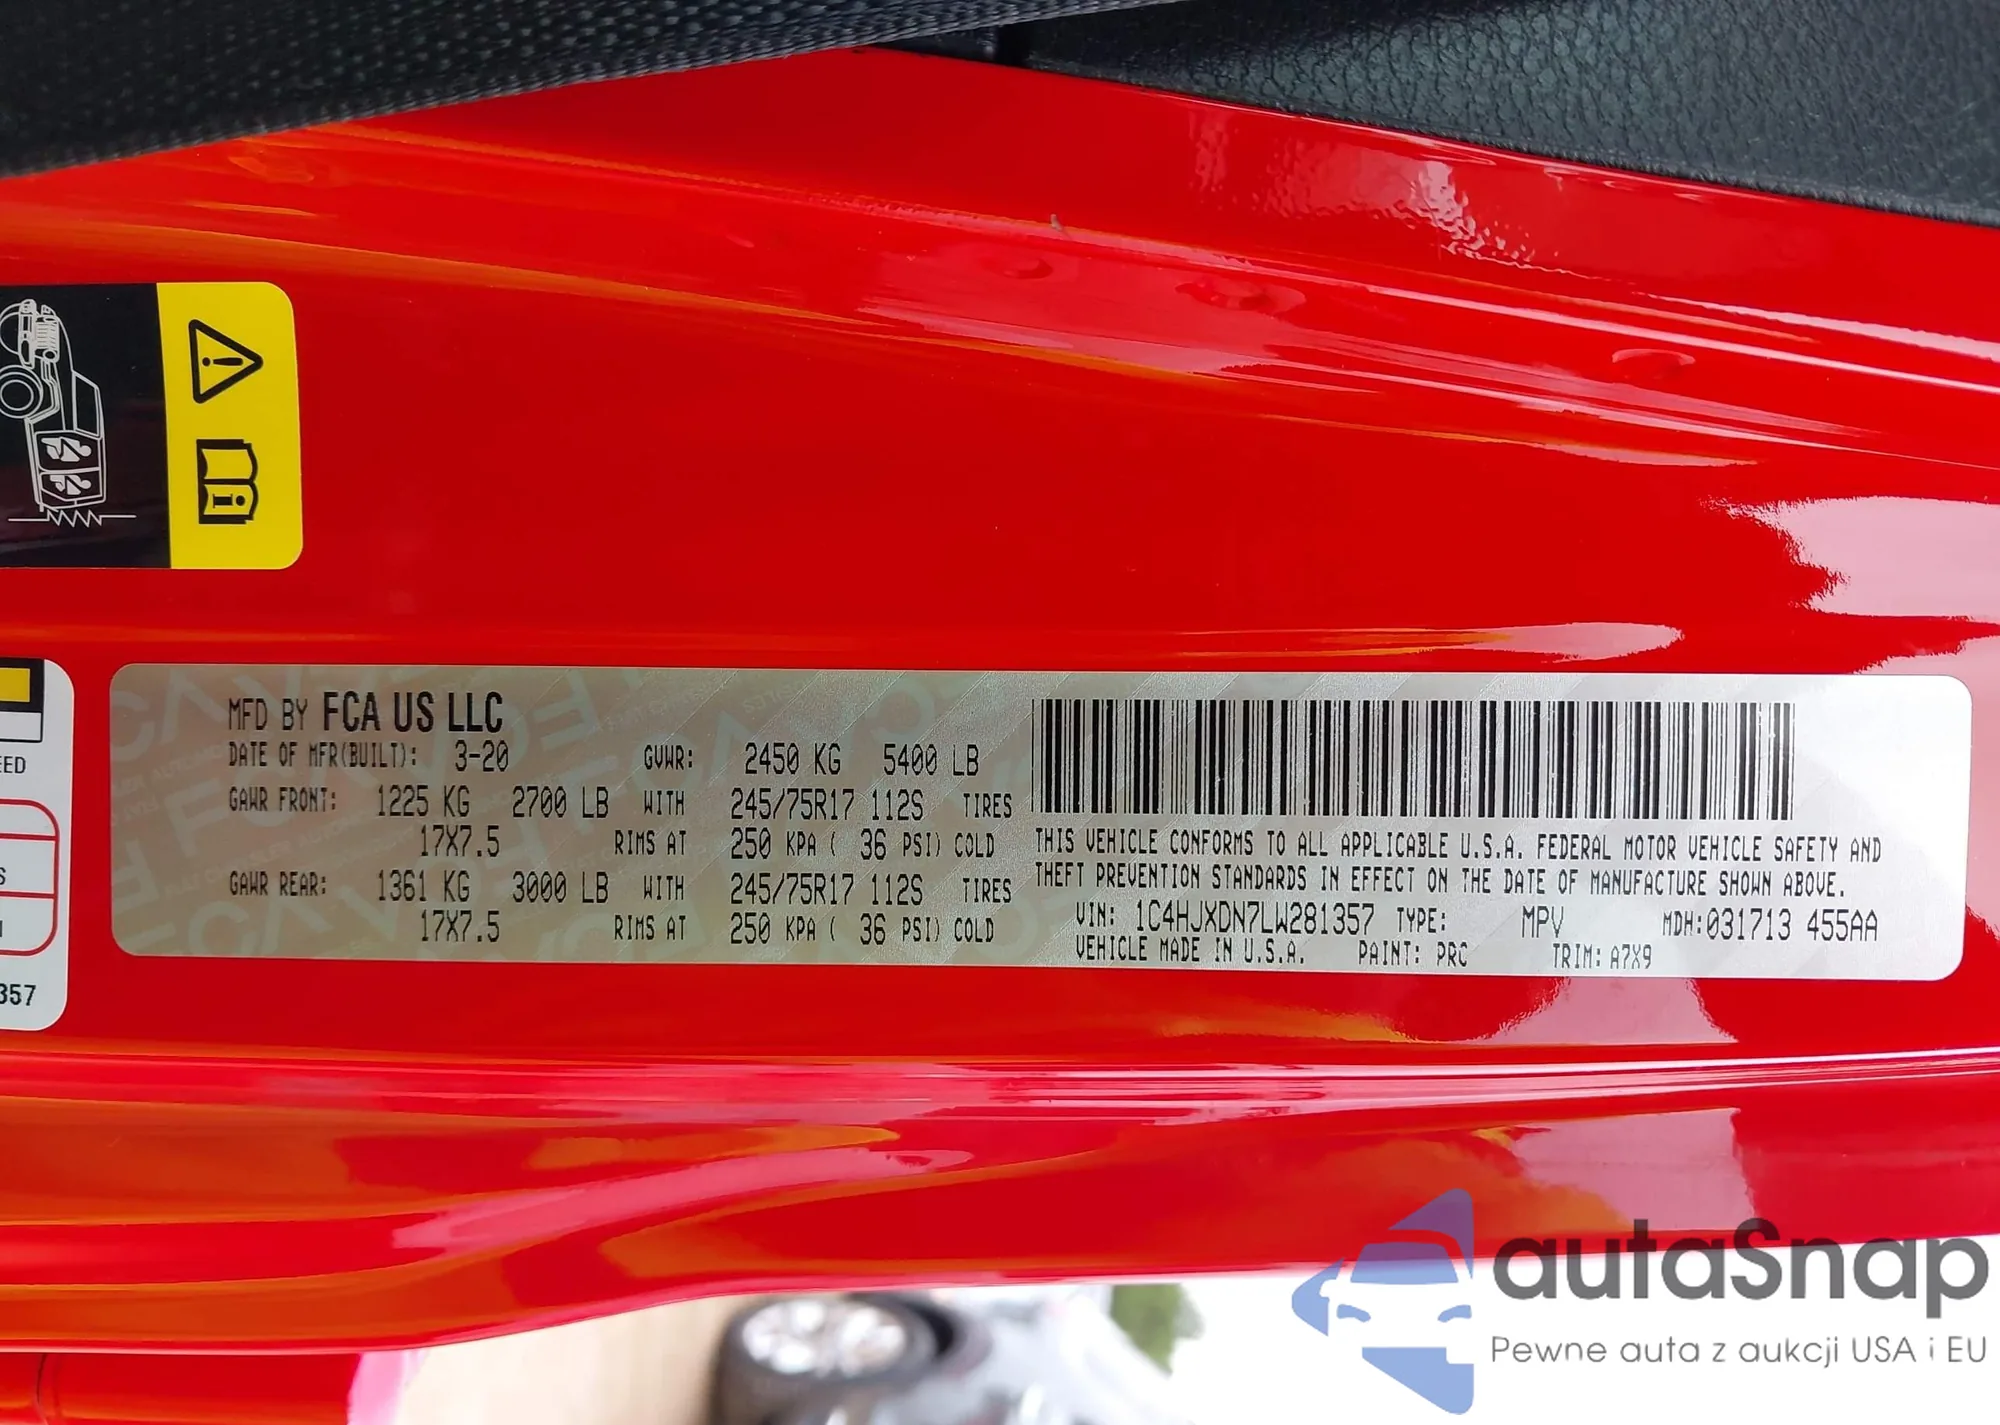 EED
S
357
MFD BY FCA US LLC
DATE OF MFR(BUILT): 3-20 GVWR: 2450 KG 5400 LB
GAWR FRONT: 1225 KG 2700 LB WITH 245/75R17 112S TIRES
17X7.5 RIMS AT 250 KPA ( 36 PSI) COLD
GAWR REAR: 1361 KG 3000 LB WITH 245/75R17 112S TIRES
17X7.5 RIMS AT 250 KPA ( 36 PSI) COLD
THIS VEHICLE CONFORMS TO ALL APPLICABLE U.S.A. FEDERAL MOTOR VEHICLE SAFETY AND
THEFT PREVENTION STANDARDS IN EFFECT ON THE DATE OF MANUFACTURE SHOWN ABOVE.
VIN: 1C4HJXDN7LW281357 TYPE: MPV MDH:031713 455AA
VEHICLE MADE IN U.S.A. PAINT: PRC TRIM: A7X9
autaSnap
Pewne auta z aukcji USA i EU